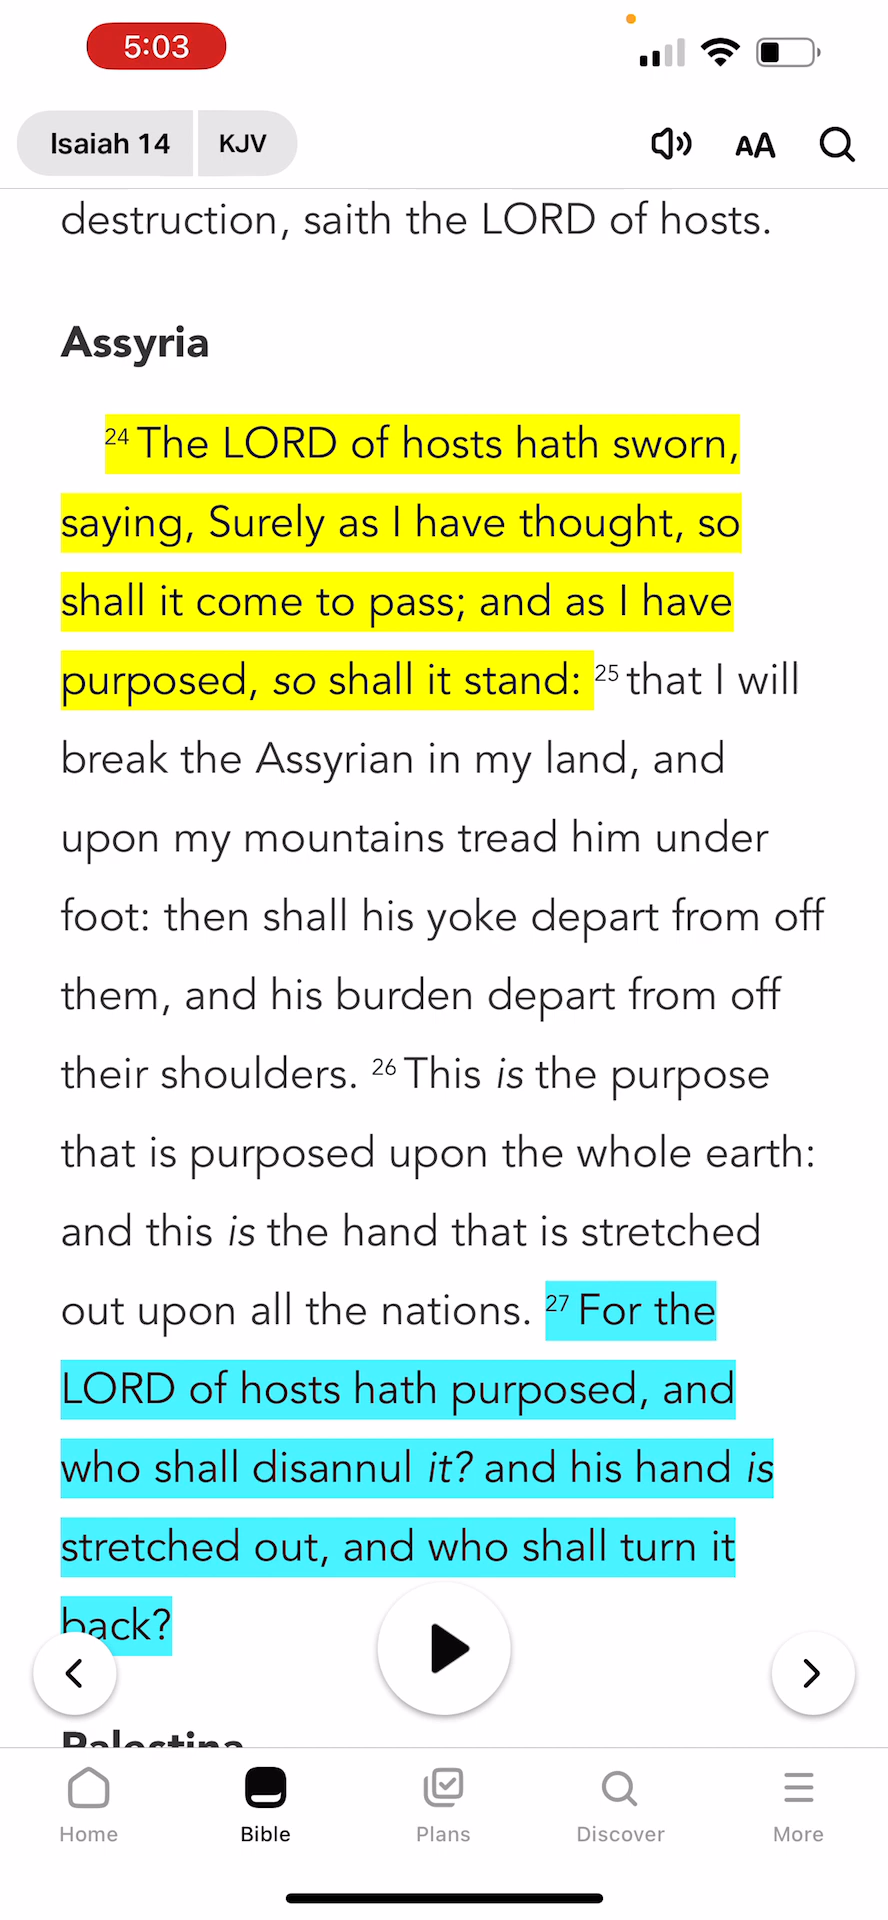 5:03
Isaiah 14 KJV AA
destruction, saith the LORD of hosts.
Assyria
24 The LORD of hosts hath sworn,
saying, Surely as I have thought, so
shall it come to pass; and as I have
purposed, so shall it stand: 25 that I will
break the Assyrian in my land, and
upon my mountains tread him under
foot: then shall his yoke depart from off
them, and his burden depart from off
their shoulders. 26 This is the purpose
that is purposed upon the whole earth:
and this is the hand that is stretched
out upon all the nations. 27 For the
LORD of hosts hath purposed, and
who shall disannul it? and his hand is
stretched out, and who shall turn it
back?
Palestina
Home Bible Plans Discover More